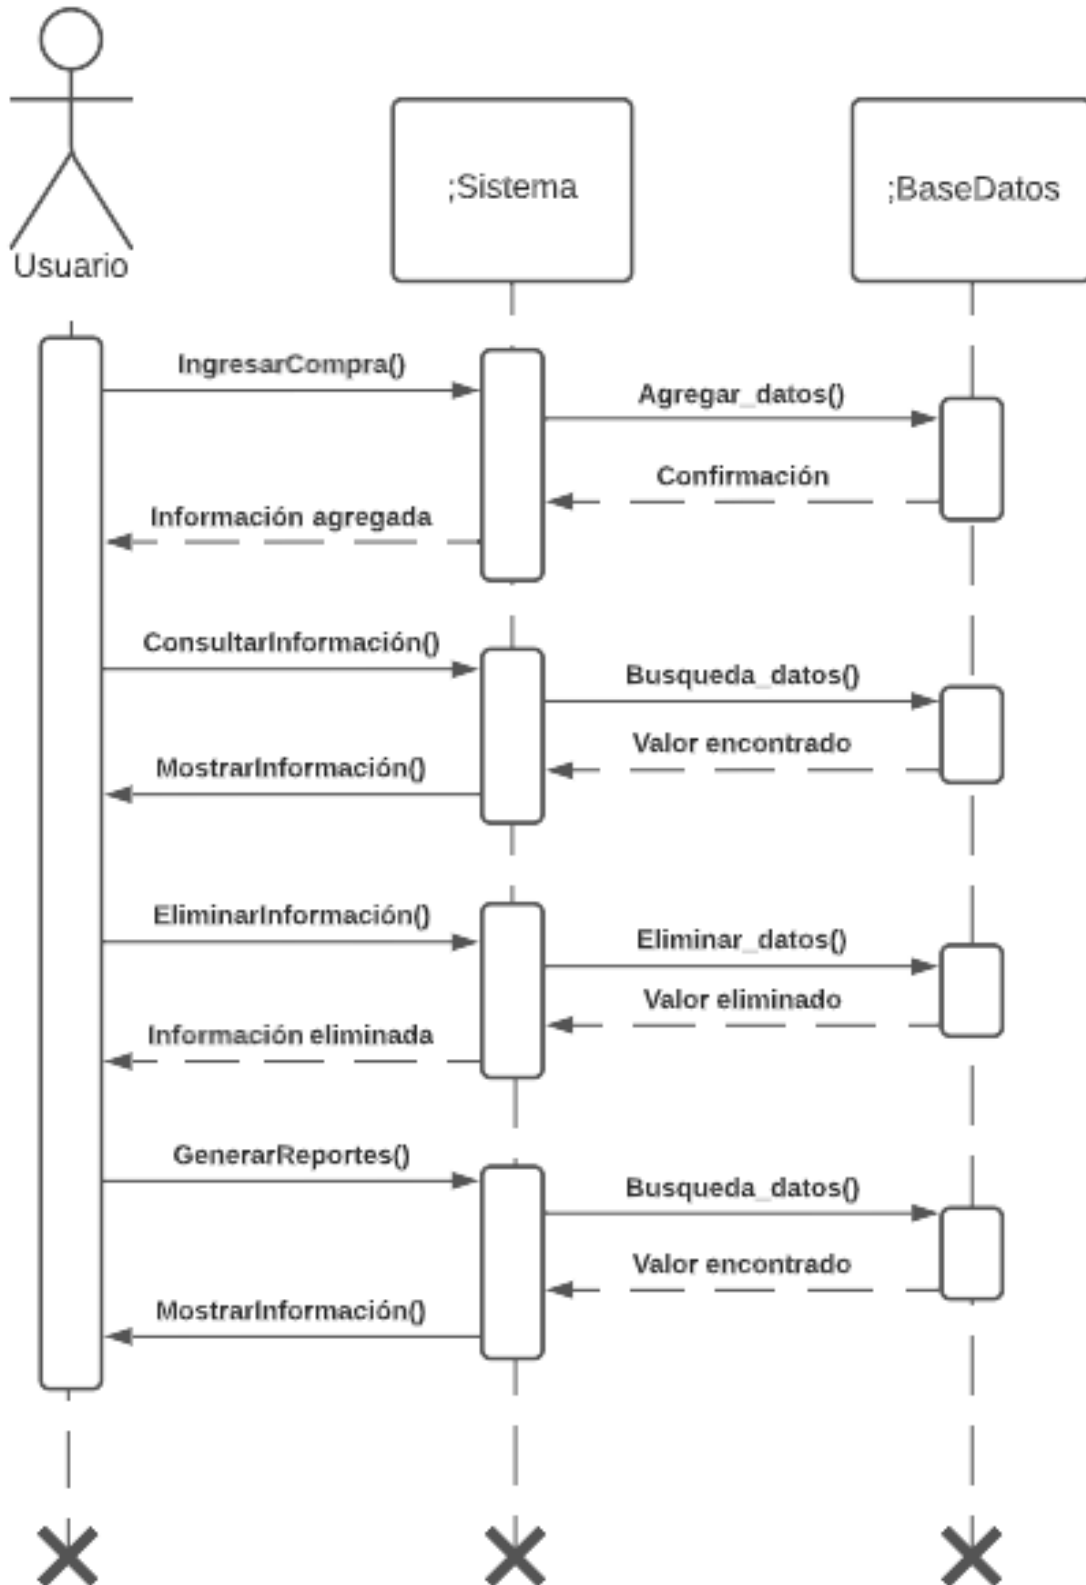 Usuario
;Sistema
;BaseDatos
IngresarCompra()
Agregar_datos()
Confirmación
Información agregada
ConsultarInformación()
Busqueda_datos()
Valor encontrado
MostrarInformación()
EliminarInformación()
Eliminar_datos()
Valor eliminado
Información eliminada
GenerarReportes()
Busqueda_datos()
Valor encontrado
MostrarInformación()